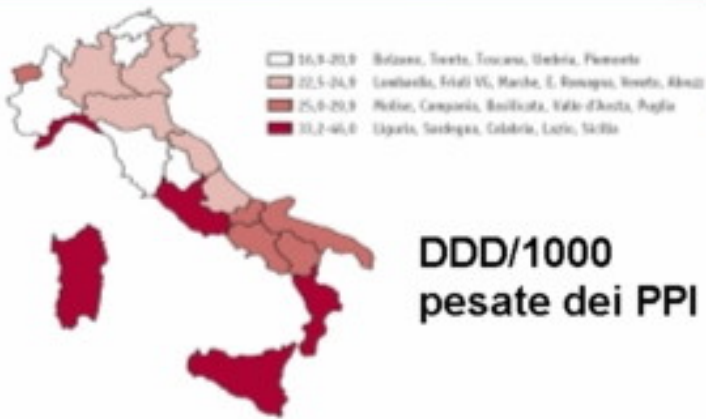 16,9-20,9 Bolzano, Trento, Toscana, Umbria, Piemonte
22,5-24,9 Lombardia, Friuli VG, Marche, E. Romagna, Veneto, Abruzz
25,0-29,9 Molise, Campania, Basilicata, Valle d'Aosta, Puglia
33,2-46,0 Liguria, Sardegna, Calabria, Lazio, Sicilia
DDD/1000
pesate dei PPI